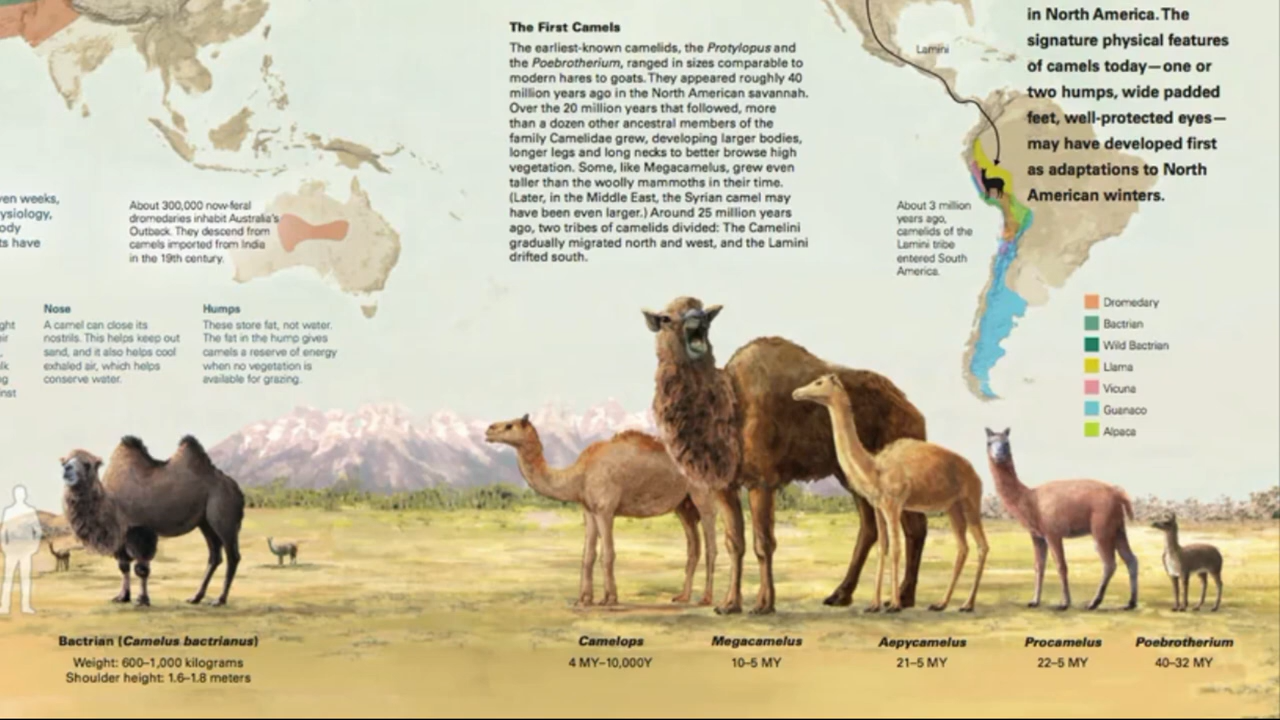 in North America. The
signature physical features
of camels today—one or
two humps, wide padded
feet, well-protected eyes—
may have developed first
as adaptations to North
American winters.
The First Camels
The earliest-known camelids, the Protylopus and
the Poebrotherium, ranged in sizes comparable to
modern hares to goats. They appeared roughly 40
million years ago in the North American savannah.
Over the 20 million years that followed, more
than a dozen other ancestral members of the
family Camelidae grew, developing larger bodies,
longer legs and long necks to better browse high
vegetation. Some, like Megacamelus, grew even
taller than the woolly mammoths in their time.
(Later, in the Middle East, the Syrian camel may
have been even larger.) Around 25 million years
ago, two tribes of camelids divided: The Camelini
gradually migrated north and west, and the Lamini
drifted south.
Lamini
About 3 million
years ago,
camelids of the
Lamini tribe
entered South
America.
ven weeks,
ysiology,
ody
ts have
About 300,000 now-feral
dromedaries inhabit Australia's
Outback. They descend from
camels imported from India
in the 19th century.
ght
Nose
A camel can close its
nostrils. This helps keep out
sand, and it also helps cool
exhaled air, which helps
conserve water.
Humps
These store fat, not water.
The fat in the hump gives
camels a reserve of energy
when no vegetation is
available for grazing.
Dromedary
Bactrian
Wild Bactrian
Llama
Vicuna
Guanaco
Alpaca
Bactrian (Camelus bactrianus)
Weight: 600–1,000 kilograms
Shoulder height: 1.6–1.8 meters
Camelops
4 MY–10,000Y
Megacamelus
10–5 MY
Aepycamelus
21–5 MY
Procamelus
22–5 MY
Poebrotherium
40–32 MY